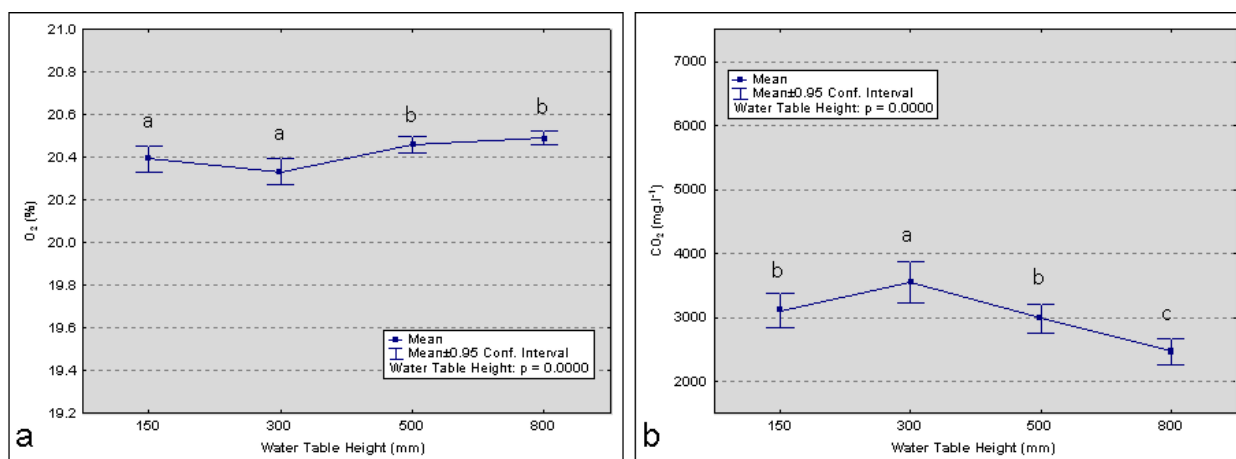 21.0
20.8
20.6
20.4
20.2
20.0
19.8
19.6
19.4
19.2
O₂ (%)
a
a
b
b
Mean
Mean±0.95 Conf. Interval
Water Table Height: p = 0.0000
150
300
500
800
Water Table Height (mm)
a
7000
6000
5000
4000
3000
2000
CO₂ (mg.l⁻¹)
Mean
Mean±0.95 Conf. Interval
Water Table Height: p = 0.0000
b
a
b
c
150
300
500
800
Water Table Height (mm)
b